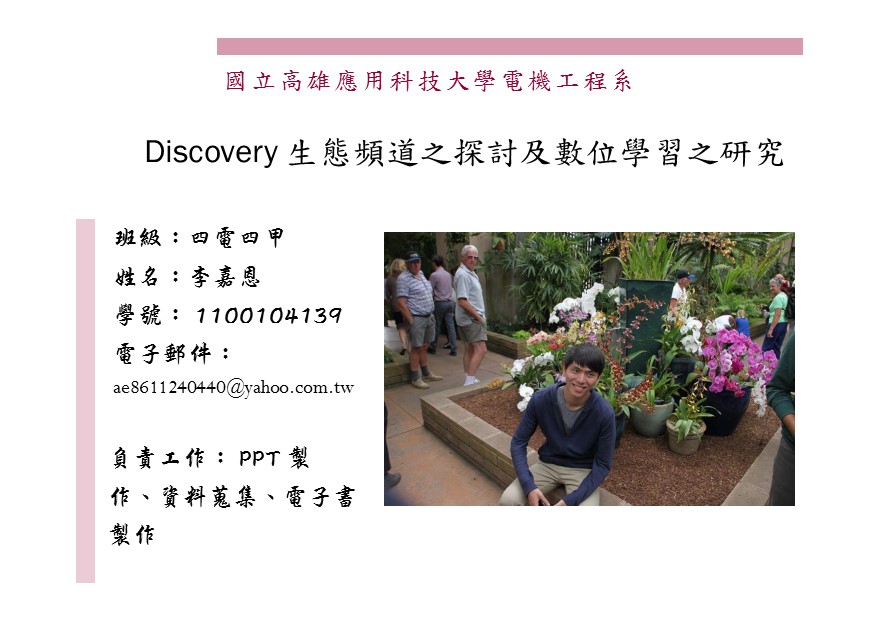 國立高雄應用科技大學電機工程系
Discovery 生態頻道之探討及數位學習之研究
班級：四電四甲
姓名：李嘉恩
學號： 1100104139
電子郵件：
ae8611240440@yahoo.com.tw
負責工作： PPT 製
作、資料蒐集、電子書
製作